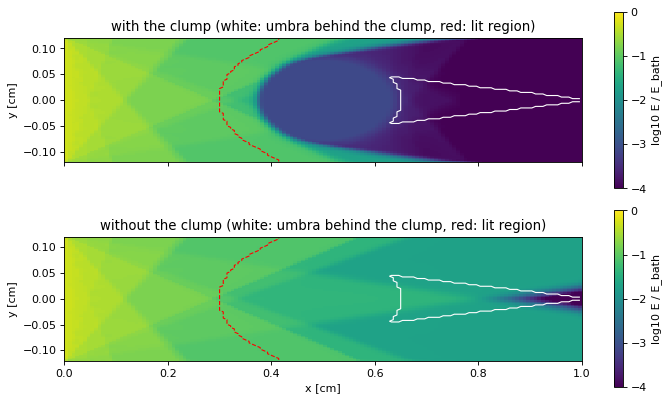 with the clump (white: umbra behind the clump, red: lit region)
0.10
0.05
0.00
−0.05
−0.10
y [cm]
0
−1
−2
−3
−4
log10 E / E_bath
without the clump (white: umbra behind the clump, red: lit region)
0.10
0.05
0.00
−0.05
−0.10
y [cm]
0.0 0.2 0.4 0.6 0.8 1.0
x [cm]
0
−1
−2
−3
−4
log10 E / E_bath